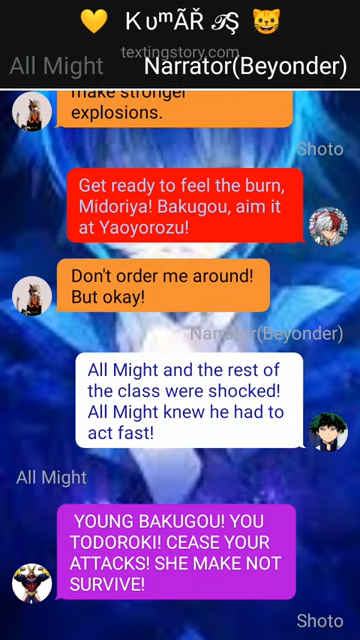 💛 KυᵐÃŘ 𝒯Ş 😺
textingstory.com
All Might Narrator(Beyonder)
make stronger
explosions.
Shoto
Get ready to feel the burn,
Midoriya! Bakugou, aim it
at Yaoyorozu!
Don't order me around!
But okay!
Narrator(Beyonder)
All Might and the rest of
the class were shocked!
All Might knew he had to
act fast!
All Might
YOUNG BAKUGOU! YOU
TODOROKI! CEASE YOUR
ATTACKS! SHE MAKE NOT
SURVIVE!
Shoto